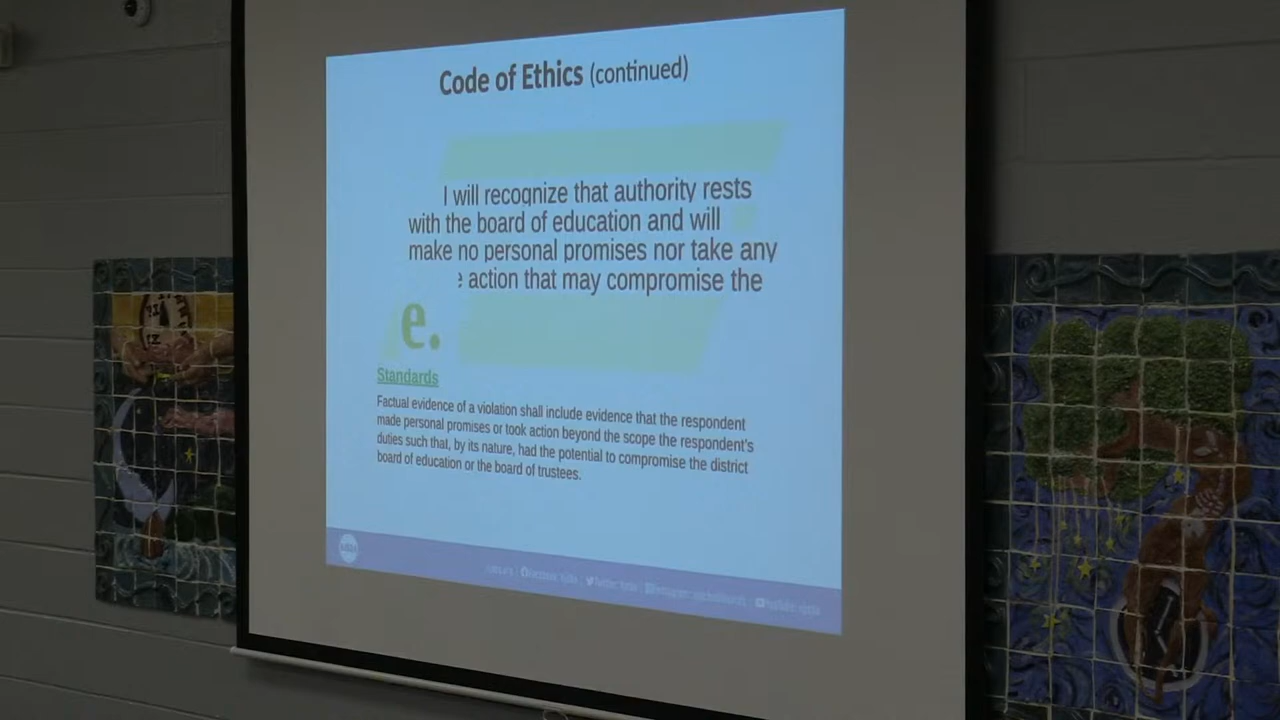 Code of Ethics (continued)
I will recognize that authority rests
with the board of education and will
make no personal promises nor take any
e action that may compromise the
e.
Standards
Factual evidence of a violation shall include evidence that the respondent
made personal promises or took action beyond the scope the respondent's
duties such that, by its nature, had the potential to compromise the district
board of education or the board of trustees.